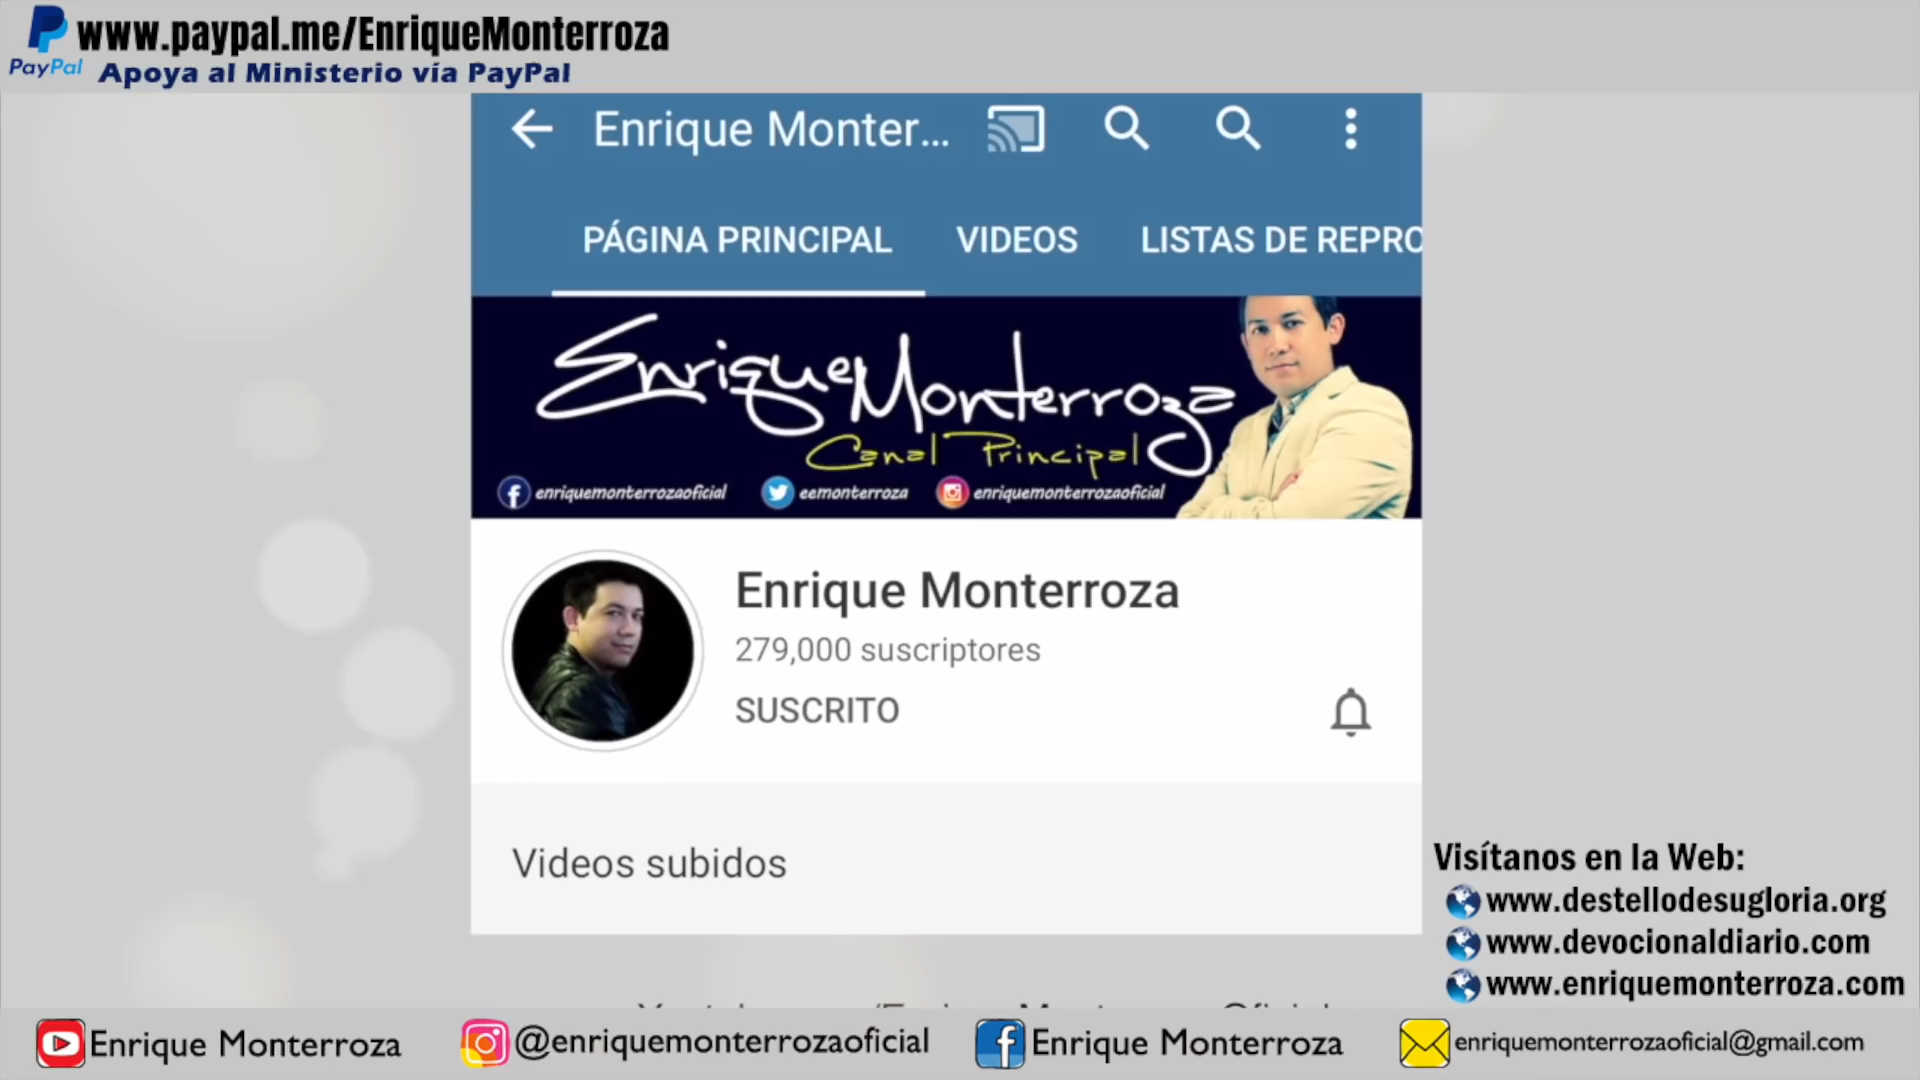 www.paypal.me/EnriqueMonterroza
PayPal Apoya al Ministerio vía PayPal
Enrique Monter...
PÁGINA PRINCIPAL VIDEOS LISTAS DE REPRO
Enrique Monterroza
Canal Principal
enriquemonterrozaoficial eemonterroza enriquemonterrozaoficial
Enrique Monterroza
279,000 suscriptores
SUSCRITO
Videos subidos
Visítanos en la Web:
www.destellodesugloria.org
www.devocionaldiario.com
www.enriquemonterroza.com
Enrique Monterroza @enriquemonterrozaoficial Enrique Monterroza enriquemonterrozaoficial@gmail.com